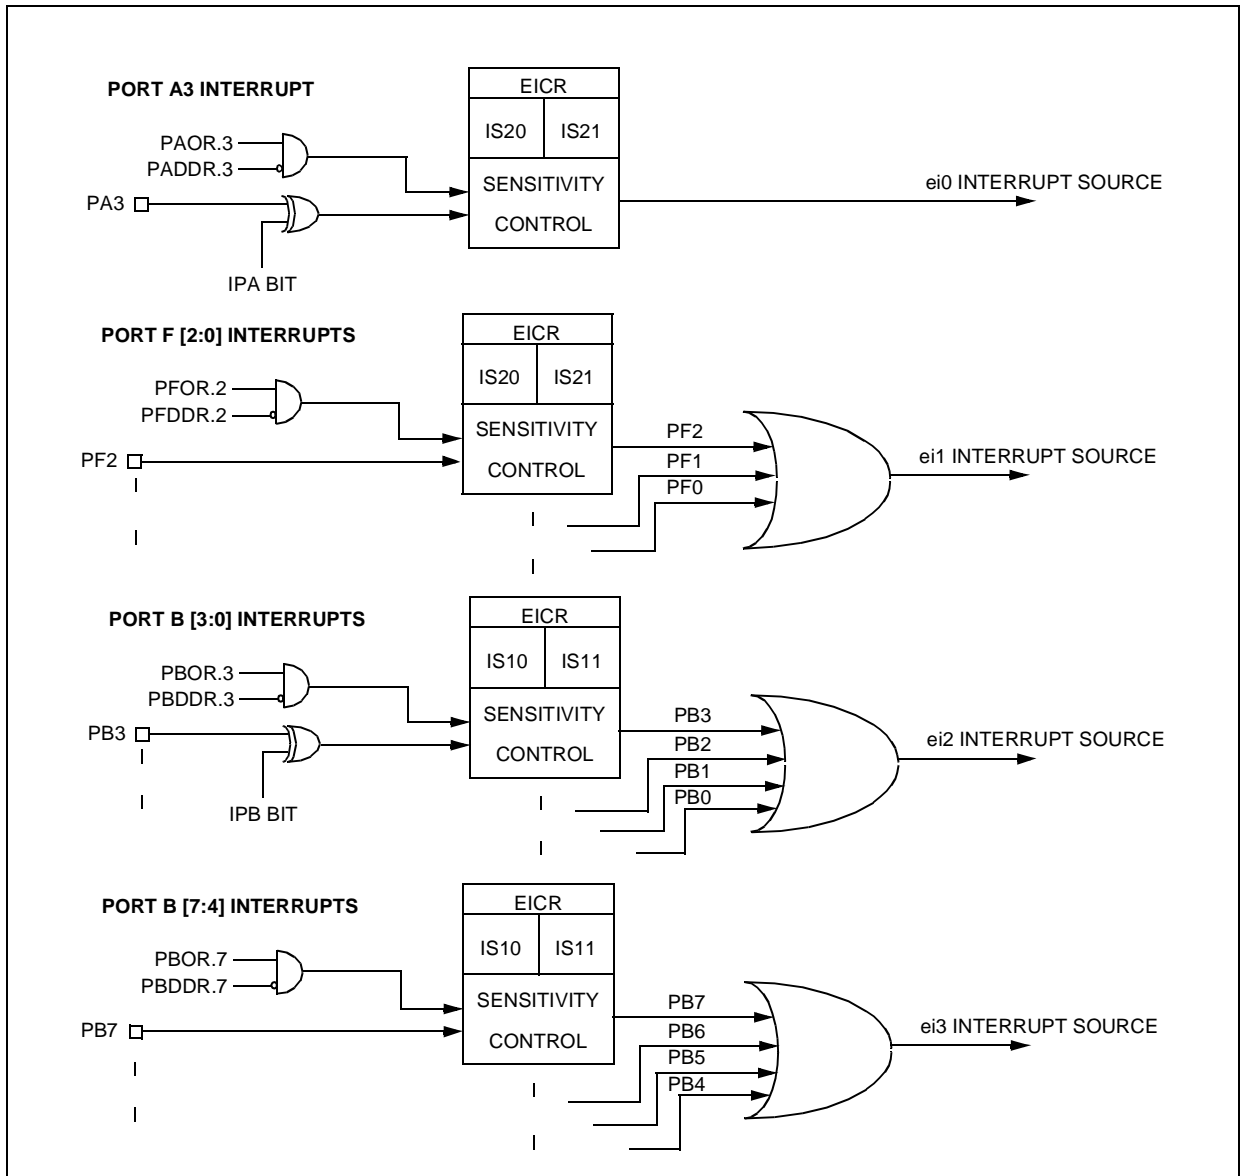 PORT A3 INTERRUPT
EICR
IS20 IS21
PAOR.3
PADDR.3
SENSITIVITY
CONTROL
PA3
IPA BIT
ei0 INTERRUPT SOURCE
PORT F [2:0] INTERRUPTS
EICR
IS20 IS21
PFOR.2
PFDDR.2
SENSITIVITY
CONTROL
PF2
PF2
PF1
PF0
ei1 INTERRUPT SOURCE
PORT B [3:0] INTERRUPTS
EICR
IS10 IS11
PBOR.3
PBDDR.3
SENSITIVITY
CONTROL
PB3
IPB BIT
PB3
PB2
PB1
PB0
ei2 INTERRUPT SOURCE
PORT B [7:4] INTERRUPTS
EICR
IS10 IS11
PBOR.7
PBDDR.7
SENSITIVITY
CONTROL
PB7
PB7
PB6
PB5
PB4
ei3 INTERRUPT SOURCE